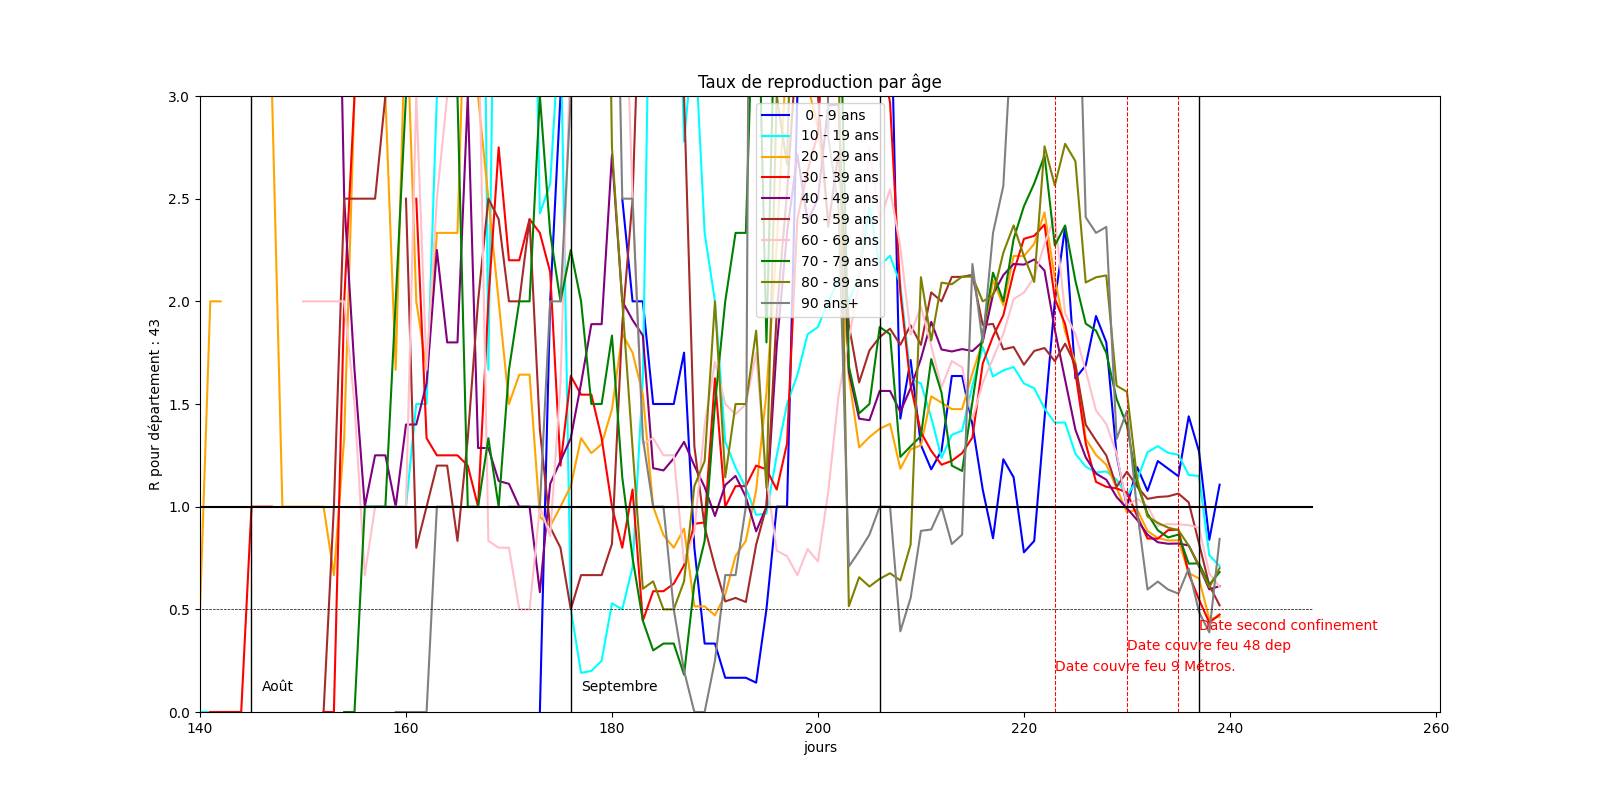 Taux de reproduction par âge
R pour département : 43
3.0
2.5
2.0
1.5
1.0
0.5
0.0
0 - 9 ans
10 - 19 ans
20 - 29 ans
30 - 39 ans
40 - 49 ans
50 - 59 ans
60 - 69 ans
70 - 79 ans
80 - 89 ans
90 ans+
Date second confinement
Date couvre feu 48 dep
Date couvre feu 9 Métros.
Août
Septembre
140
160
180
200
220
240
260
jours